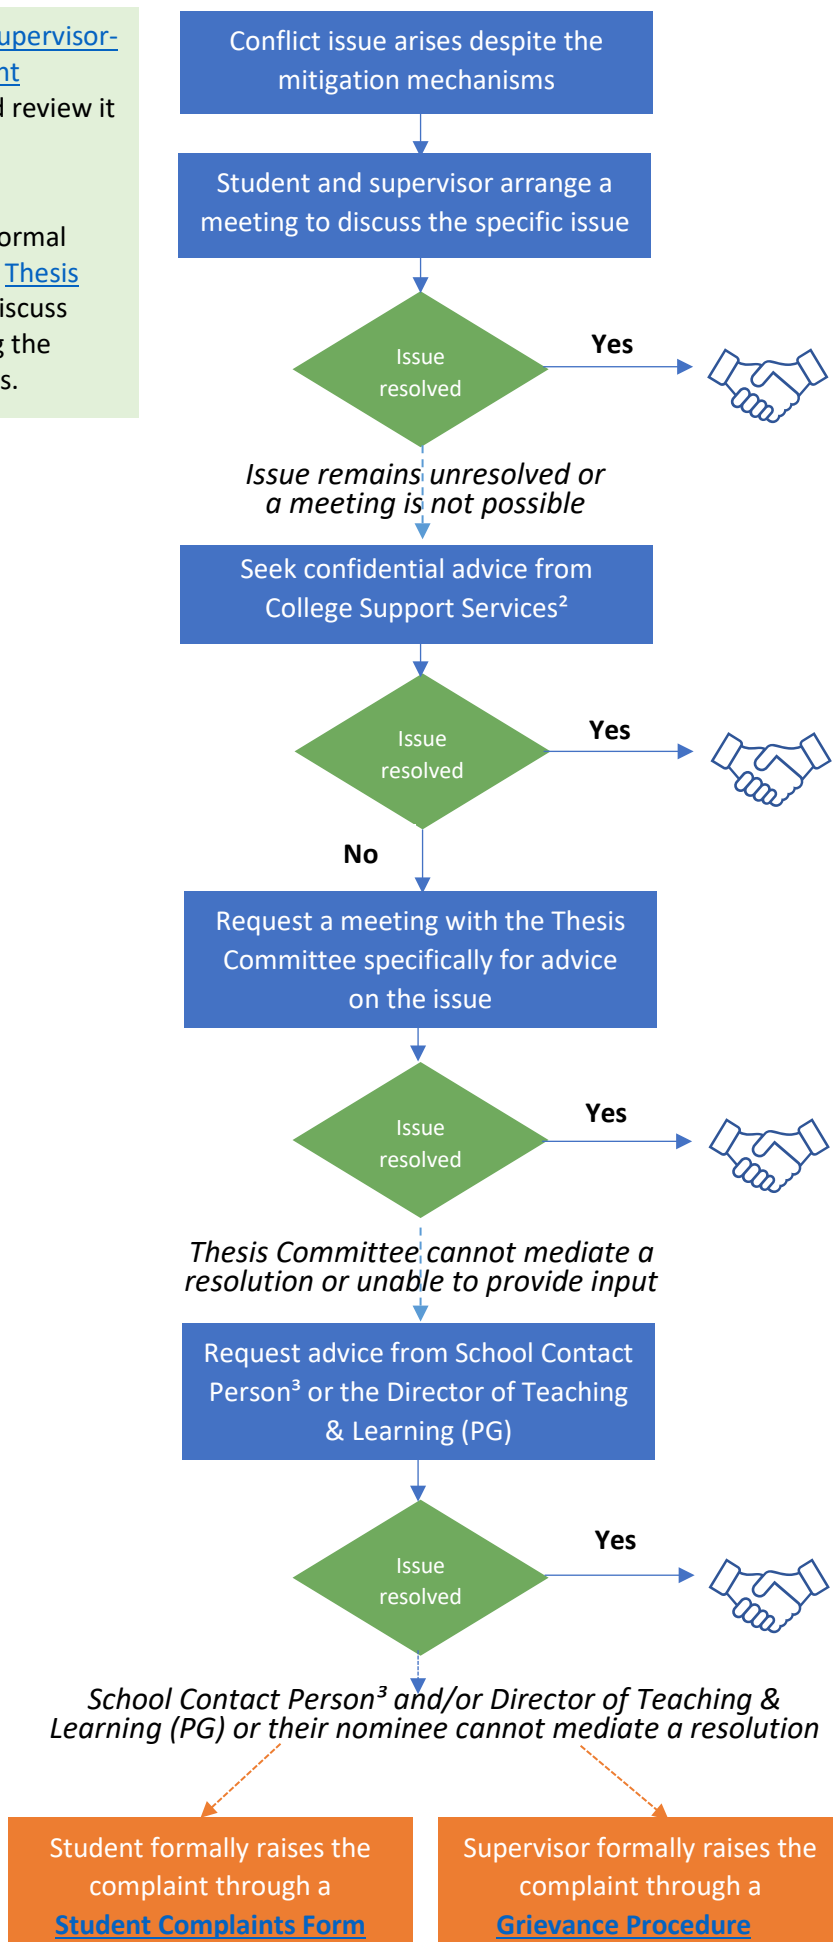 upervisor-
nt
d review it
ormal
Thesis
iscuss
g the
s.
Conflict issue arises despite the
mitigation mechanisms
Student and supervisor arrange a
meeting to discuss the specific issue
Issue
resolved
Yes
Issue remains unresolved or
a meeting is not possible
Seek confidential advice from
College Support Services²
Issue
resolved
Yes
No
Request a meeting with the Thesis
Committee specifically for advice
on the issue
Issue
resolved
Yes
Thesis Committee cannot mediate a
resolution or unable to provide input
Request advice from School Contact
Person³ or the Director of Teaching
& Learning (PG)
Issue
resolved
Yes
School Contact Person³ and/or Director of Teaching &
Learning (PG) or their nominee cannot mediate a resolution
Student formally raises the
complaint through a
Student Complaints Form
Supervisor formally raises the
complaint through a
Grievance Procedure